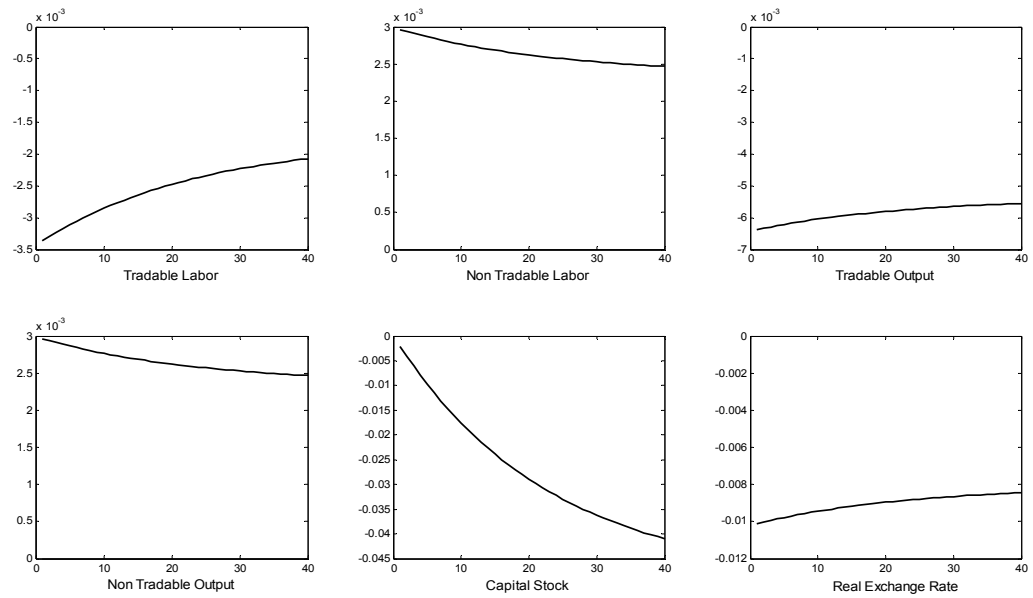 x 10-3
0
-0.5
-1
-1.5
-2
-2.5
-3
-3.5
0 10 20 30 40
Tradable Labor
x 10-3
3
2.5
2
1.5
1
0.5
0
0 10 20 30 40
Non Tradable Labor
x 10-3
0
-1
-2
-3
-4
-5
-6
-7
0 10 20 30 40
Tradable Output
x 10-3
3
2.5
2
1.5
1
0.5
0
0 10 20 30 40
Non Tradable Output
0
-0.005
-0.01
-0.015
-0.02
-0.025
-0.03
-0.035
-0.04
-0.045
0 10 20 30 40
Capital Stock
0
-0.002
-0.004
-0.006
-0.008
-0.01
-0.012
0 10 20 30 40
Real Exchange Rate